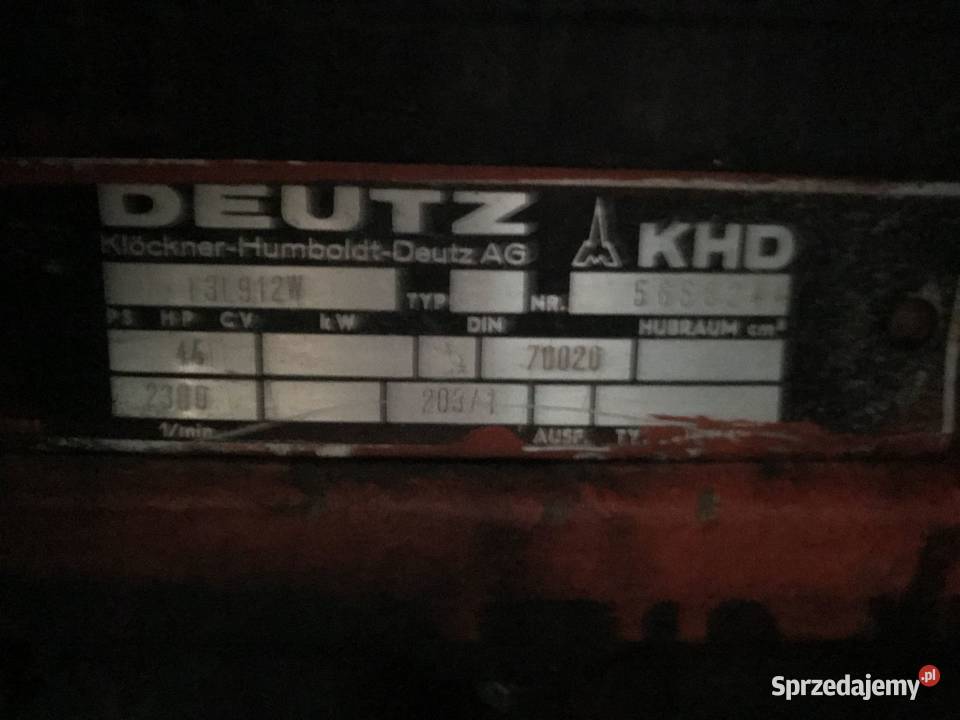 DEUTZ
Klöckner-Humboldt-Deutz AG KHD
F3L912W TYP NR.
PS HP CV kW DIN HUBRAUM cm³
70020
2300 203/1
1/min AUSF. TY.
Sprzedajemy.pl